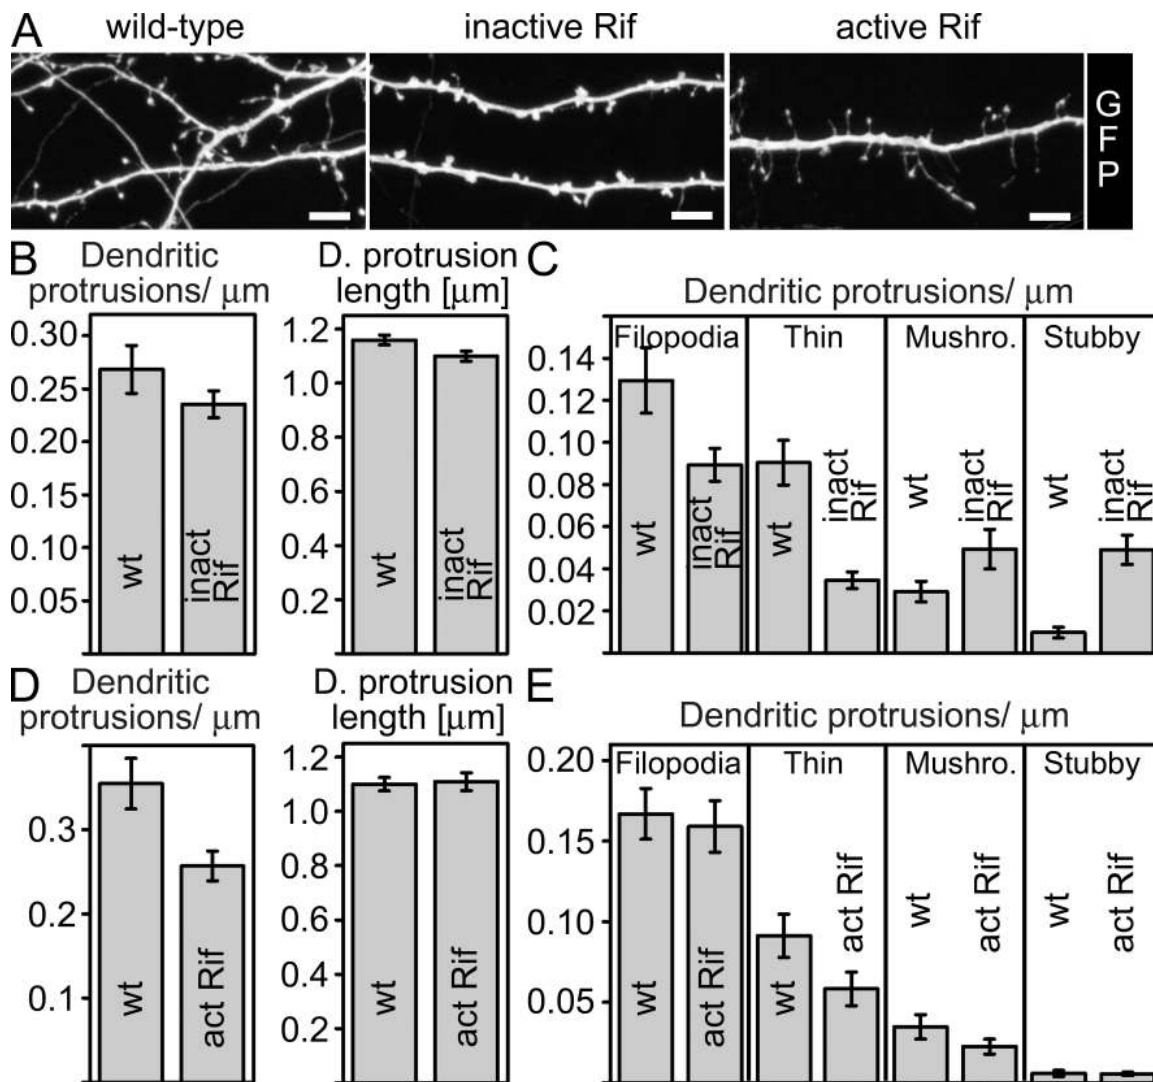 A
wild-type
inactive Rif
active Rif
G
F
P
B
Dendritic
protrusions/ μm
0.30
0.25
0.20
0.15
0.10
0.05
wt
inact
Rif
D. protrusion
length [μm]
1.2
1.0
0.8
0.6
0.4
0.2
wt
inact
Rif
C
Dendritic protrusions/ μm
Filopodia
Thin
Mushro.
Stubby
0.14
0.12
0.10
0.08
0.06
0.04
0.02
wt
inact
Rif
wt
inact
Rif
wt
inact
Rif
wt
inact
Rif
D
Dendritic
protrusions/ μm
0.3
0.2
0.1
wt
act Rif
D. protrusion
length [μm]
1.2
1.0
0.8
0.6
0.4
0.2
wt
act Rif
E
Dendritic protrusions/ μm
Filopodia
Thin
Mushro.
Stubby
0.20
0.15
0.10
0.05
wt
act Rif
wt
act Rif
wt
act Rif
wt
act Rif